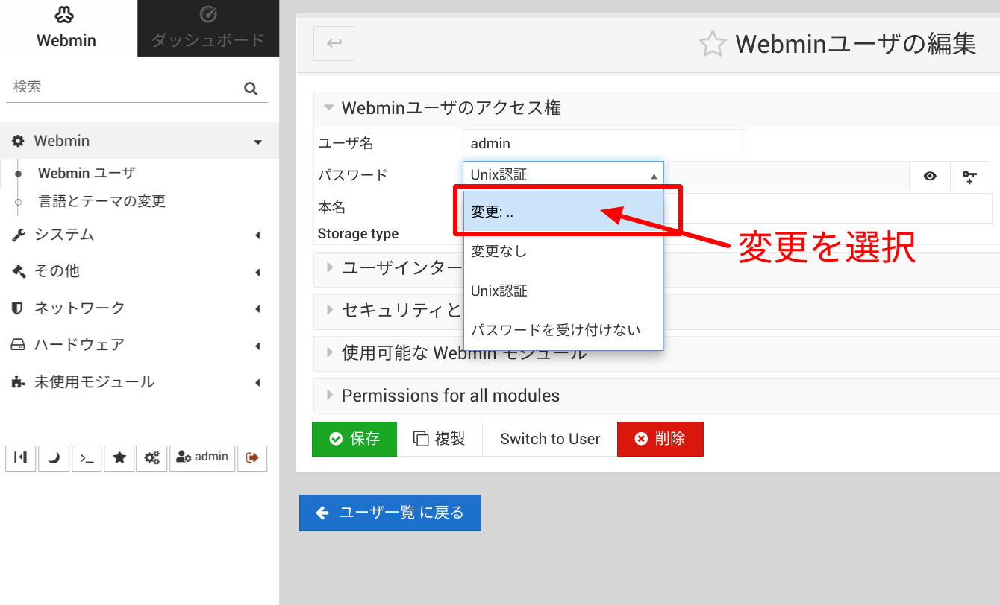 Webmin
ダッシュボード
検索
Webmin
Webmin ユーザ
言語とテーマの変更
システム
その他
ネットワーク
ハードウェア
未使用モジュール
>_
admin
Webminユーザの編集
Webminユーザのアクセス権
ユーザ名
admin
パスワード
Unix認証
本名
変更: ..
Storage type
変更なし
変更を選択
ユーザインター
Unix認証
セキュリティと
パスワードを受け付けない
使用可能な Webmin モジュール
Permissions for all modules
保存
複製
Switch to User
削除
ユーザ一覧 に戻る